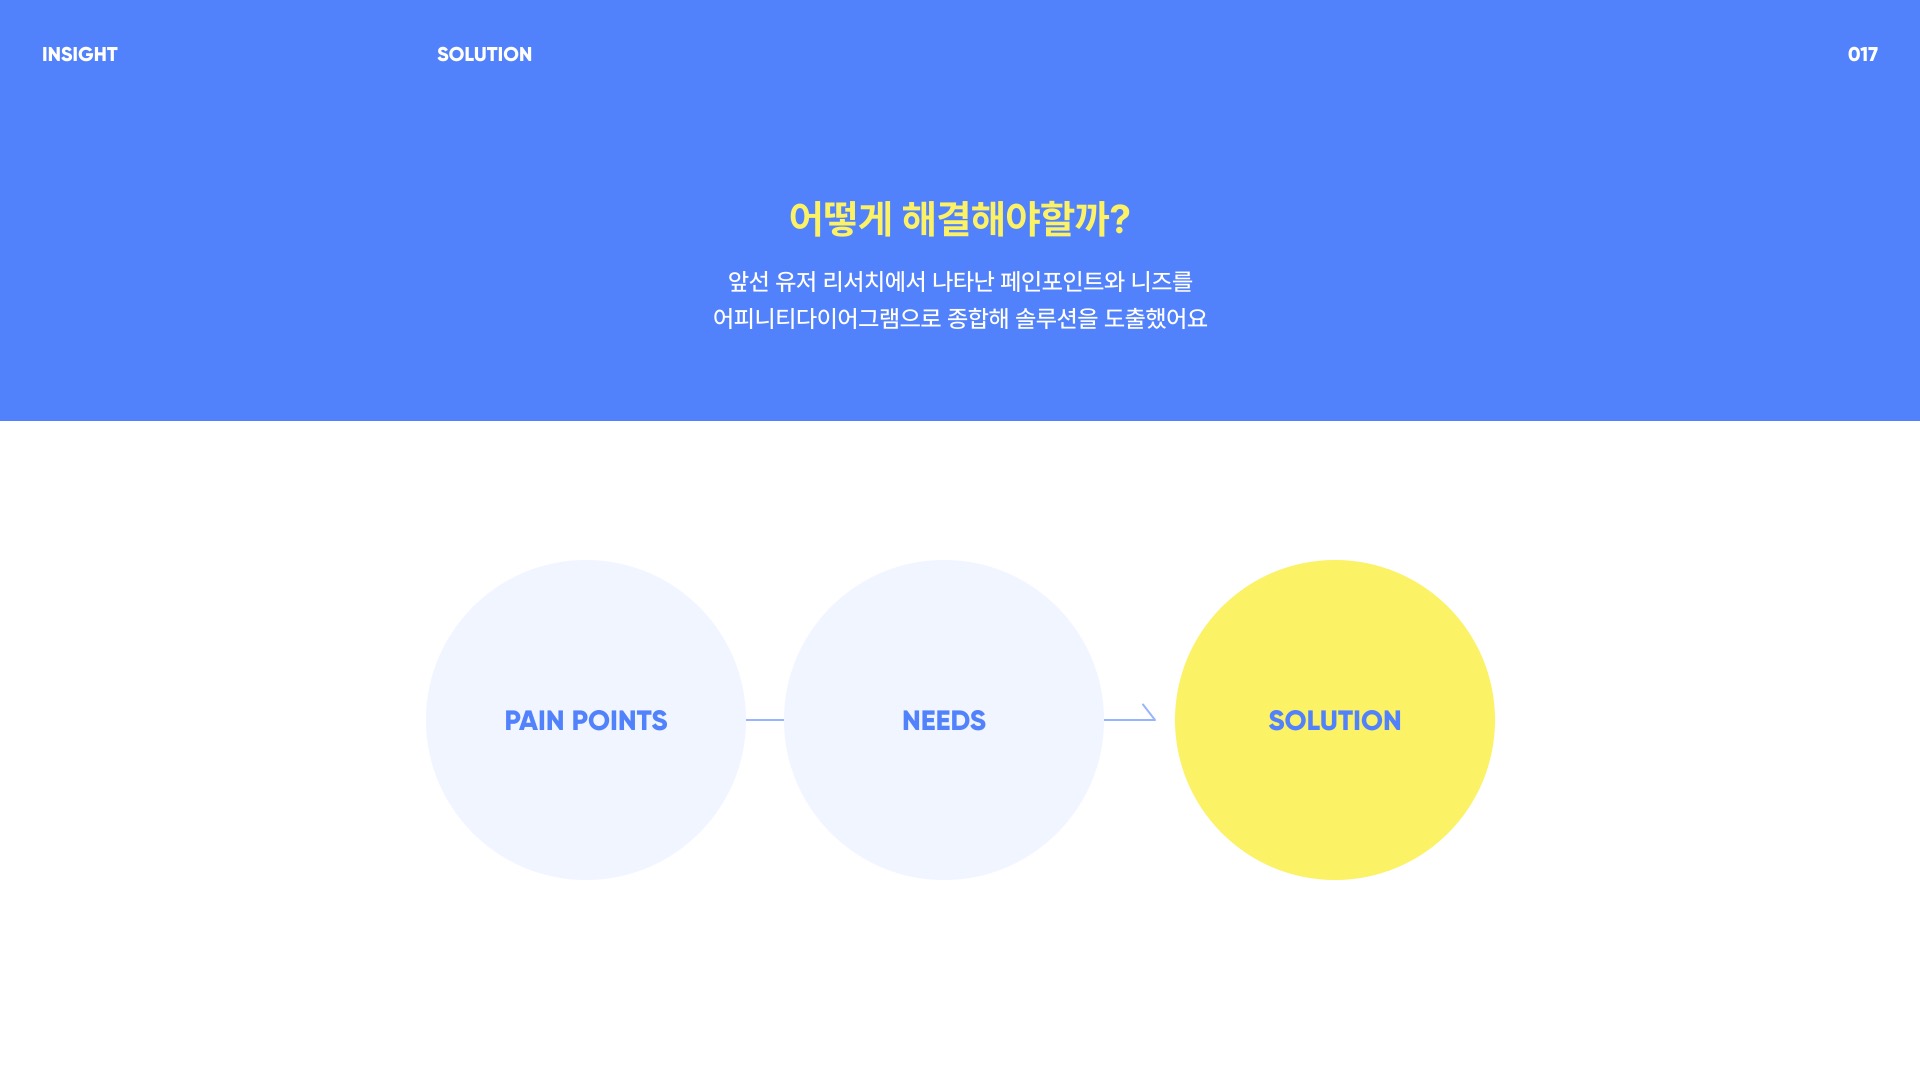 INSIGHT
SOLUTION
017
어떻게 해결해야할까?
앞선 유저 리서치에서 나타난 페인포인트와 니즈를
어피니티다이어그램으로 종합해 솔루션을 도출했어요
PAIN POINTS
NEEDS
SOLUTION